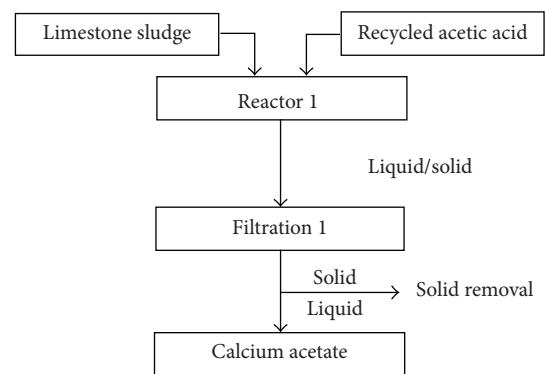 Limestone sludge
Recycled acetic acid
Reactor 1
Liquid/solid
Filtration 1
Solid
Solid removal
Liquid
Calcium acetate